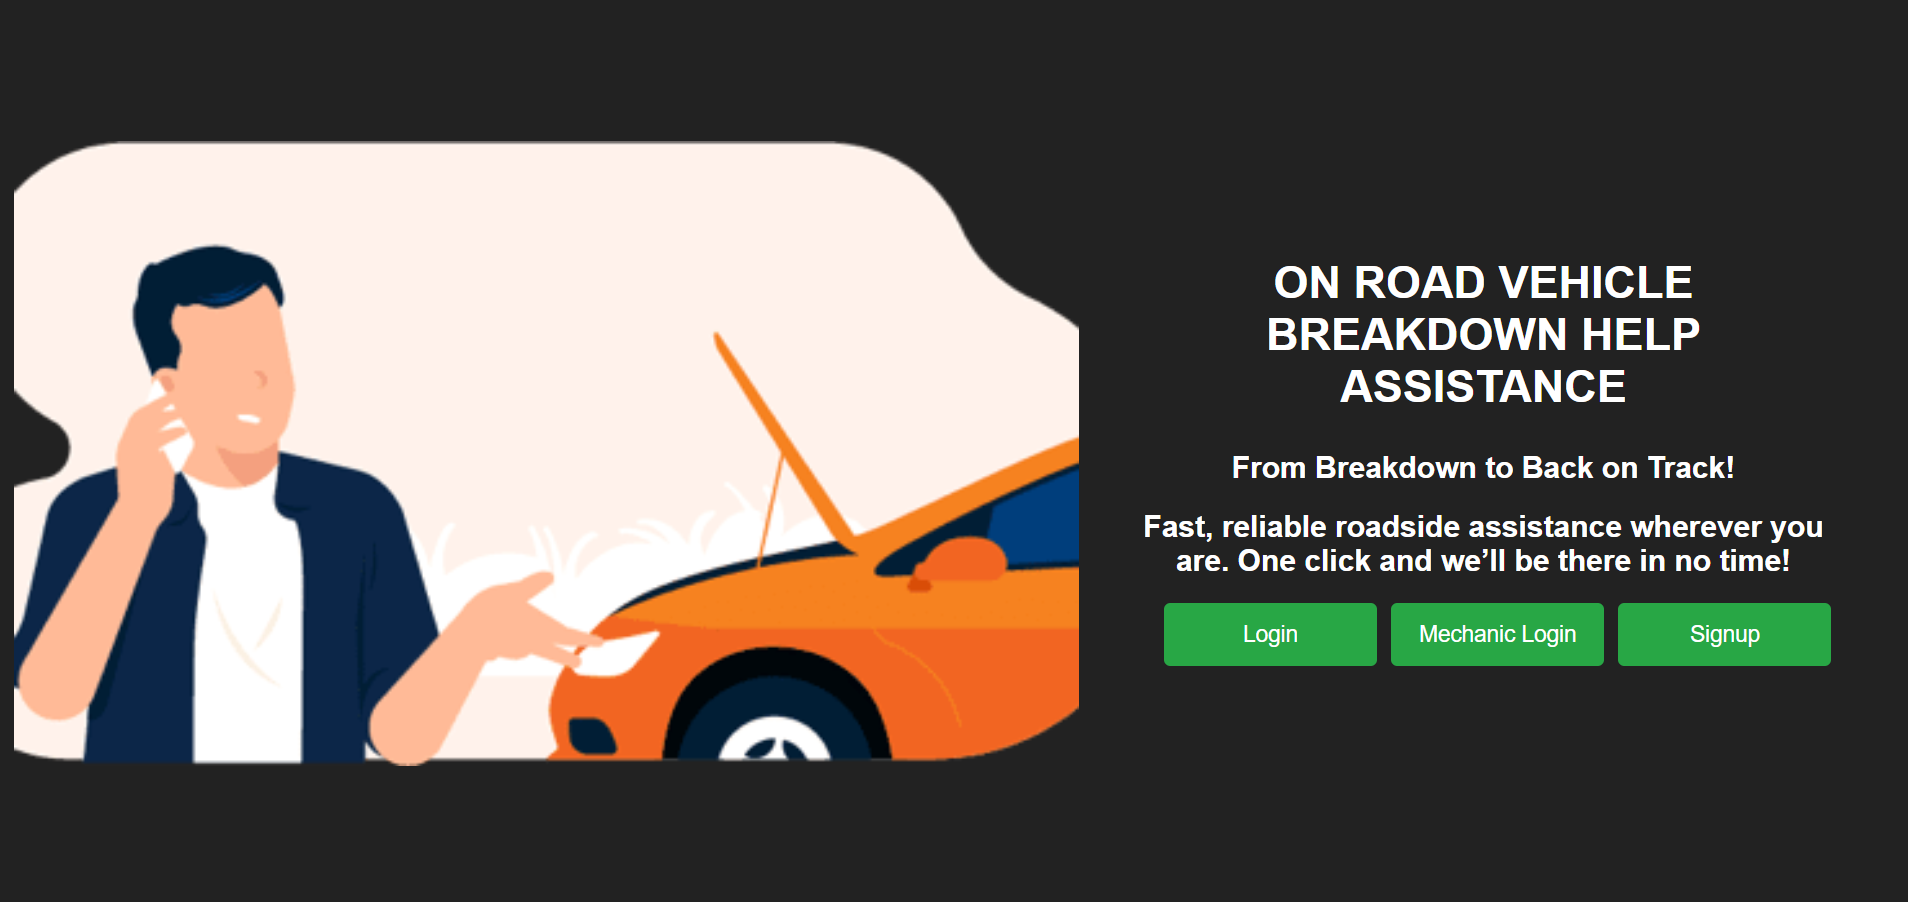 ON ROAD VEHICLE
BREAKDOWN HELP
ASSISTANCE
From Breakdown to Back on Track!
Fast, reliable roadside assistance wherever you
are. One click and we’ll be there in no time!
Login
Mechanic Login
Signup